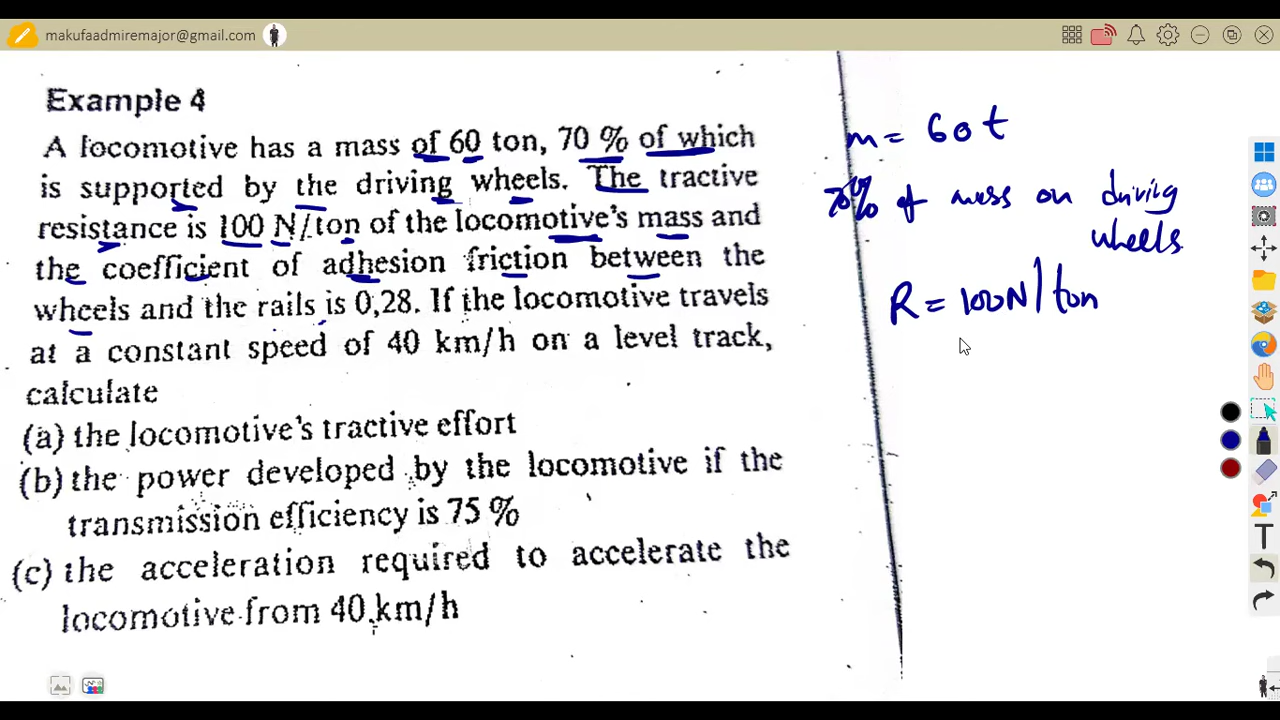 makufaadmiremajor@gmail.com
Example 4
A locomotive has a mass of 60 ton, 70 % of which
is supported by the driving wheels. The tractive
resistance is 100 N/ton of the locomotive's mass and
the coefficient of adhesion friction between the
wheels and the rails is 0,28. If the locomotive travels
at a constant speed of 40 km/h on a level track,
calculate
(a) the locomotive's tractive effort
(b) the power developed by the locomotive if the
transmission efficiency is 75 %
(c) the acceleration required to accelerate the
locomotive from 40 km/h
m = 60 t
70% of mass on driving
wheels
R = 100N/ton
T